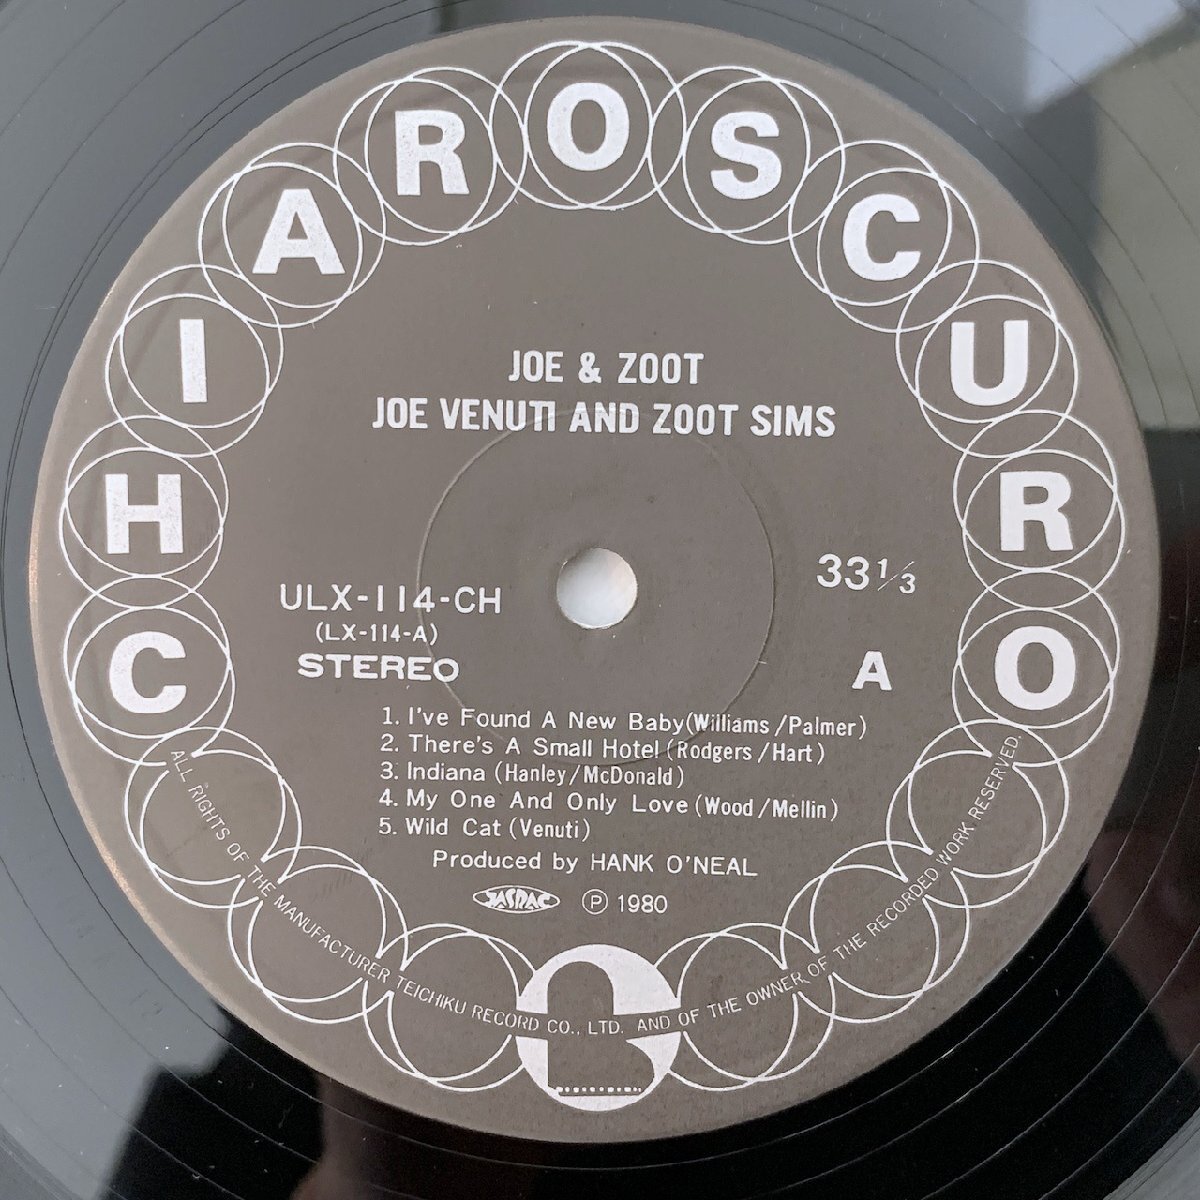 CHIAROSCURO
JOE & ZOOT
JOE VENUTI AND ZOOT SIMS
33 1/3
ULX-114-CH
(LX-114-A)
STEREO
A
1. I've Found A New Baby(Williams/Palmer)
2. There's A Small Hotel(Rodgers/Hart)
3. Indiana (Hanley/McDonald)
4. My One And Only Love(Wood/Mellin)
5. Wild Cat(Venuti)
Produced by HANK O'NEAL
JASRAC ℗ 1980
ALL RIGHTS OF THE MANUFACTURER TEICHIKU RECORD CO., LTD. AND OF THE OWNER OF THE RECORDED WORK RESERVED.